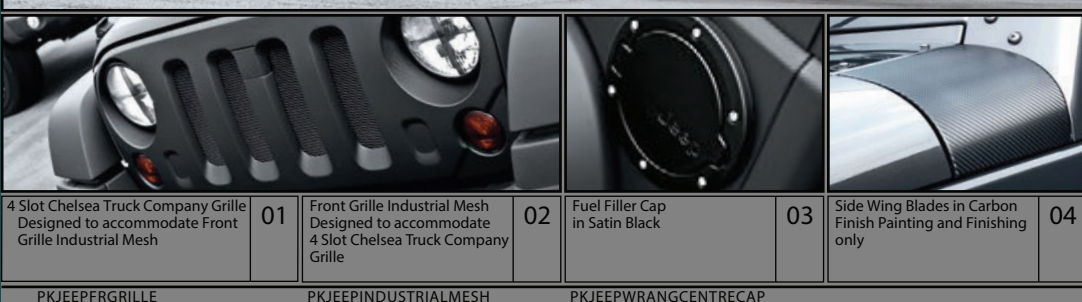 Jeep
4 Slot Chelsea Truck Company Grille
Designed to accommodate Front
Grille Industrial Mesh
01
Front Grille Industrial Mesh
Designed to accommodate
4 Slot Chelsea Truck Company
Grille
02
Fuel Filler Cap
in Satin Black
03
Side Wing Blades in Carbon
Finish Painting and Finishing
only
04
PKJEEPFRGRILLE
PKJEEPINDUSTRIALMESH
PKJEEPWRANGCENTRECAP